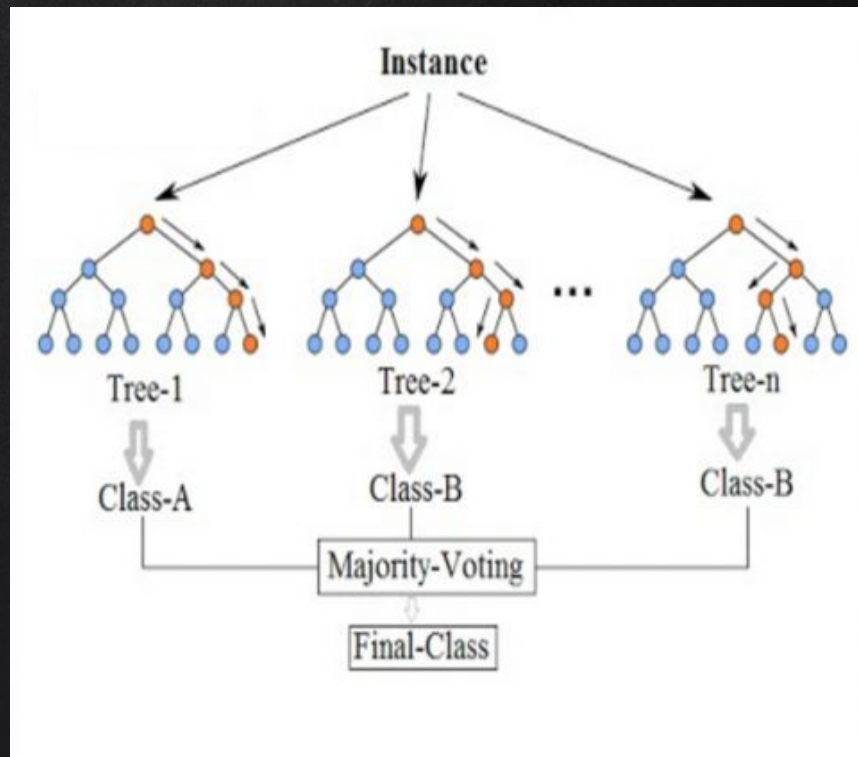 Instance
...
Tree-1
Tree-2
Tree-n
Class-A
Class-B
Class-B
Majority-Voting
Final-Class